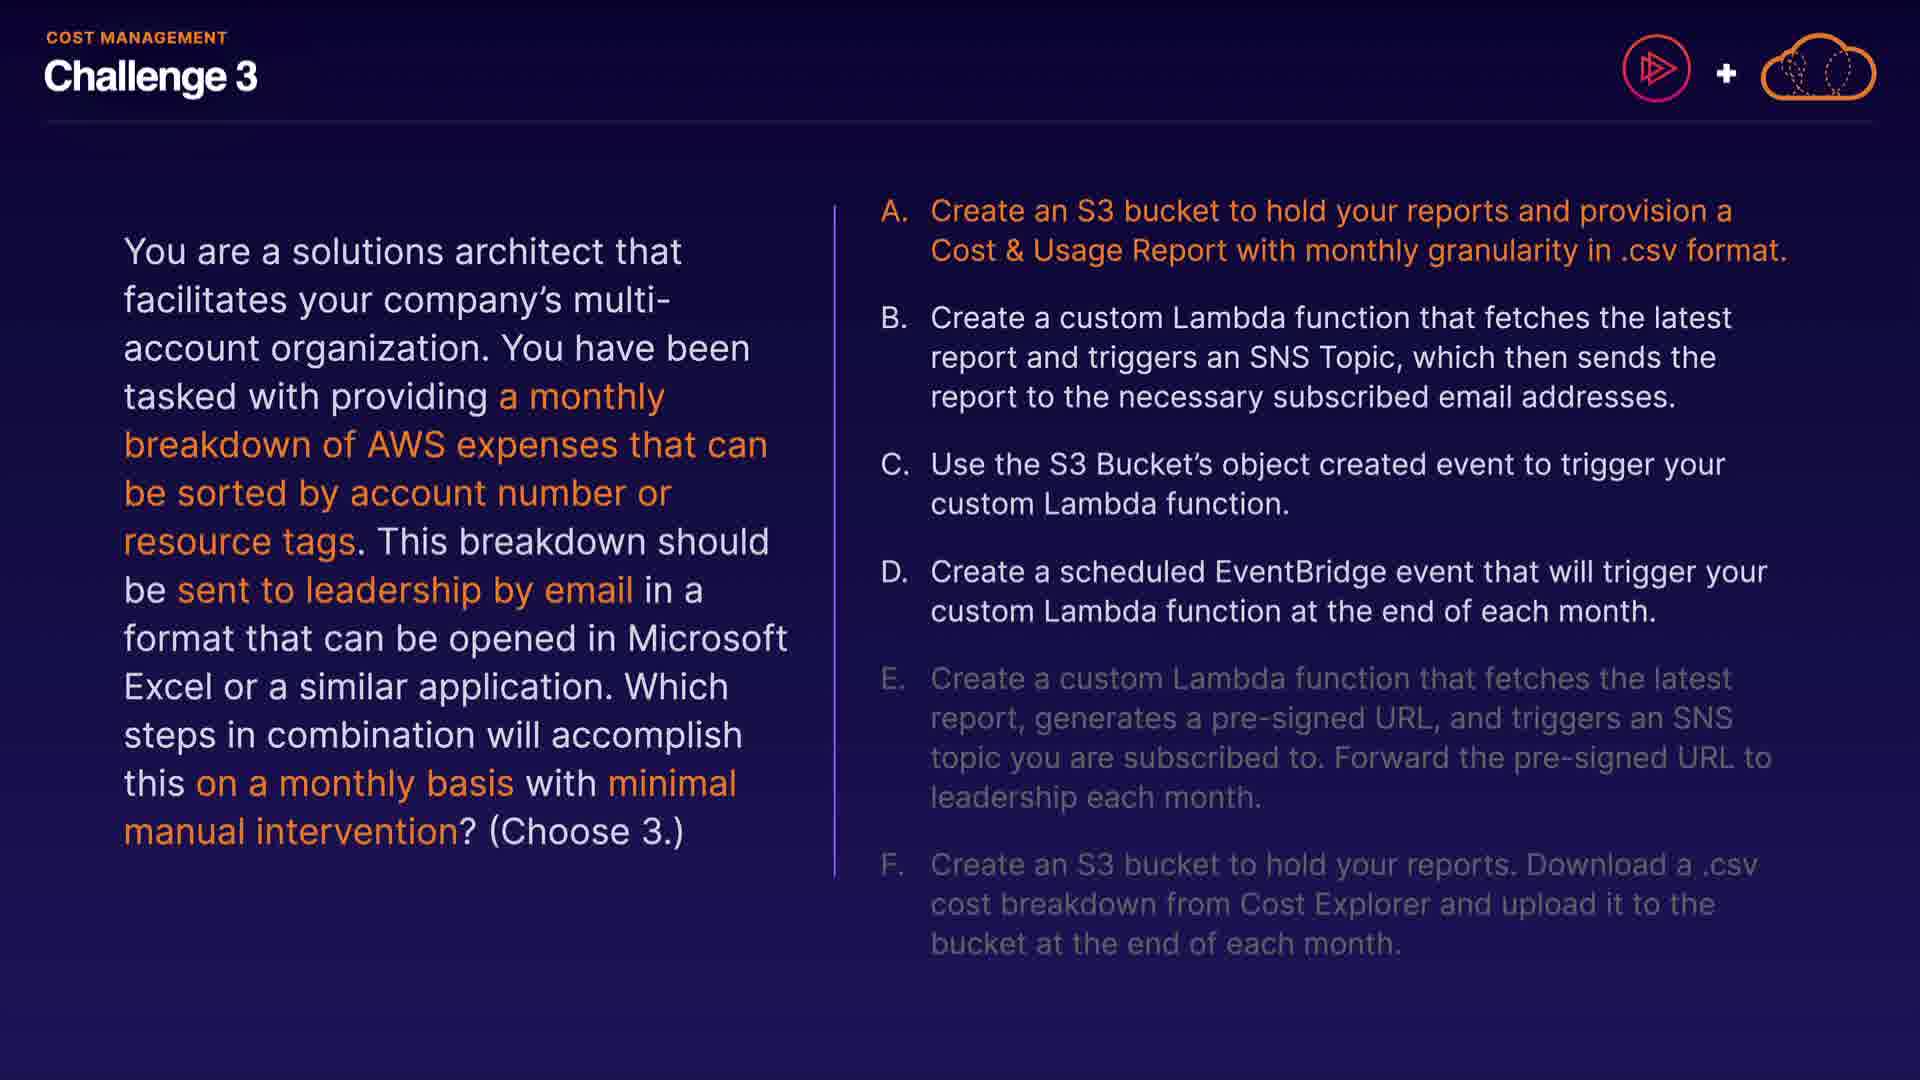 COST MANAGEMENT
Challenge 3
You are a solutions architect that
facilitates your company’s multi-
account organization. You have been
tasked with providing a monthly
breakdown of AWS expenses that can
be sorted by account number or
resource tags. This breakdown should
be sent to leadership by email in a
format that can be opened in Microsoft
Excel or a similar application. Which
steps in combination will accomplish
this on a monthly basis with minimal
manual intervention? (Choose 3.)
A. Create an S3 bucket to hold your reports and provision a
Cost & Usage Report with monthly granularity in .csv format.
B. Create a custom Lambda function that fetches the latest
report and triggers an SNS Topic, which then sends the
report to the necessary subscribed email addresses.
C. Use the S3 Bucket’s object created event to trigger your
custom Lambda function.
D. Create a scheduled EventBridge event that will trigger your
custom Lambda function at the end of each month.
E. Create a custom Lambda function that fetches the latest
report, generates a pre-signed URL, and triggers an SNS
topic you are subscribed to. Forward the pre-signed URL to
leadership each month.
F. Create an S3 bucket to hold your reports. Download a .csv
cost breakdown from Cost Explorer and upload it to the
bucket at the end of each month.